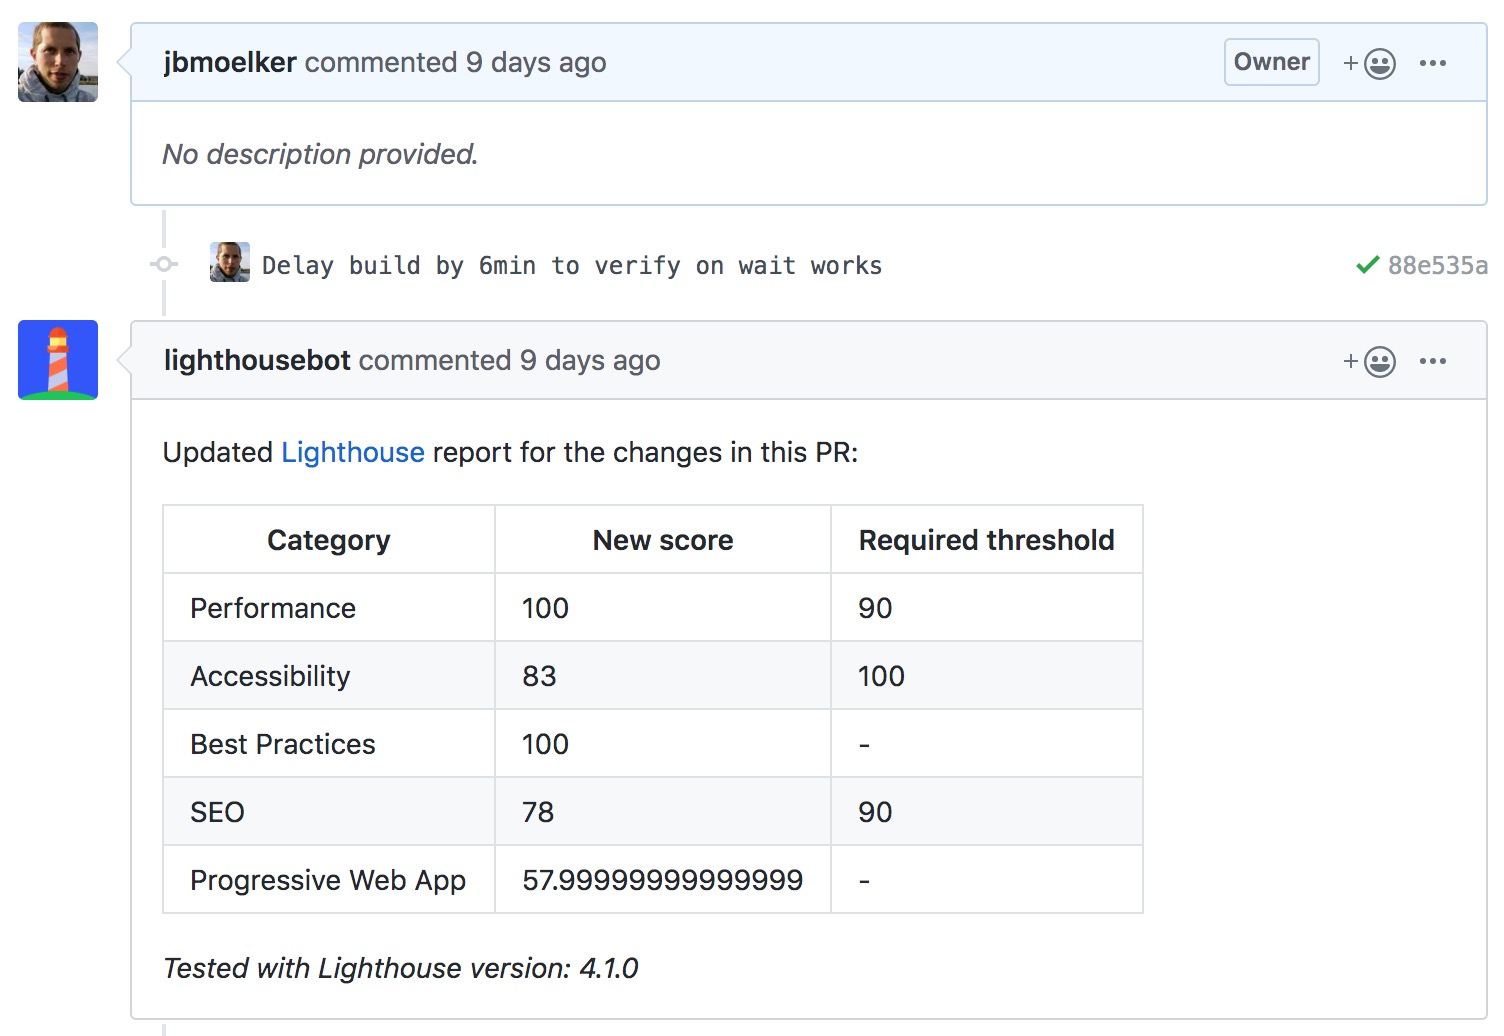 jbmoelker commented 9 days ago Owner
No description provided.
Delay build by 6min to verify on wait works 88e535a
lighthousebot commented 9 days ago
Updated Lighthouse report for the changes in this PR:
Category New score Required threshold
Performance 100 90
Accessibility 83 100
Best Practices 100 -
SEO 78 90
Progressive Web App 57.99999999999999 -
Tested with Lighthouse version: 4.1.0